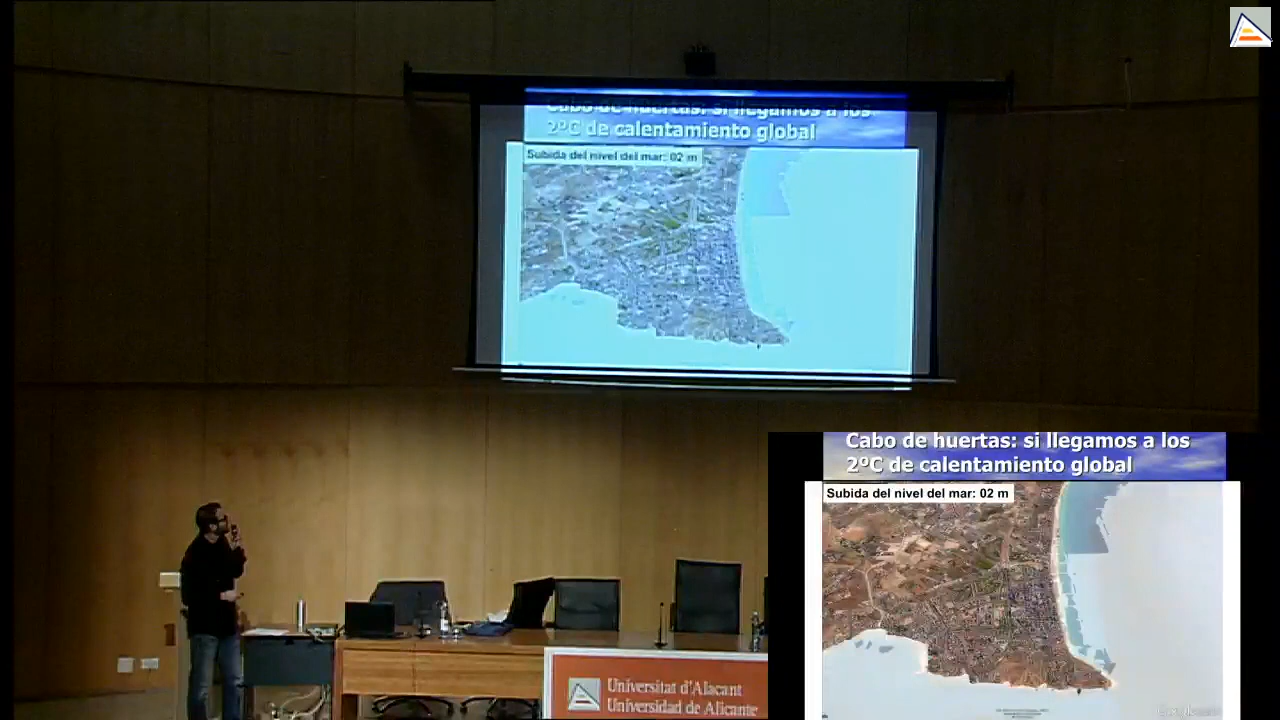 Cabo de huertas: si llegamos a los
2ºC de calentamiento global
Subida del nivel del mar: 02 m
Cabo de huertas: si llegamos a los
2ºC de calentamiento global
Subida del nivel del mar: 02 m
Universitat d'Alacant
Universidad de Alicante